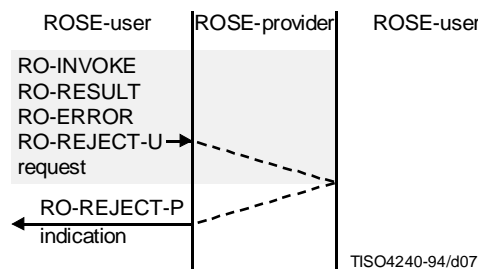 ROSE-user ROSE-provider ROSE-user
RO-INVOKE
RO-RESULT
RO-ERROR
RO-REJECT-U
request
RO-REJECT-P
indication
TISO4240-94/d07